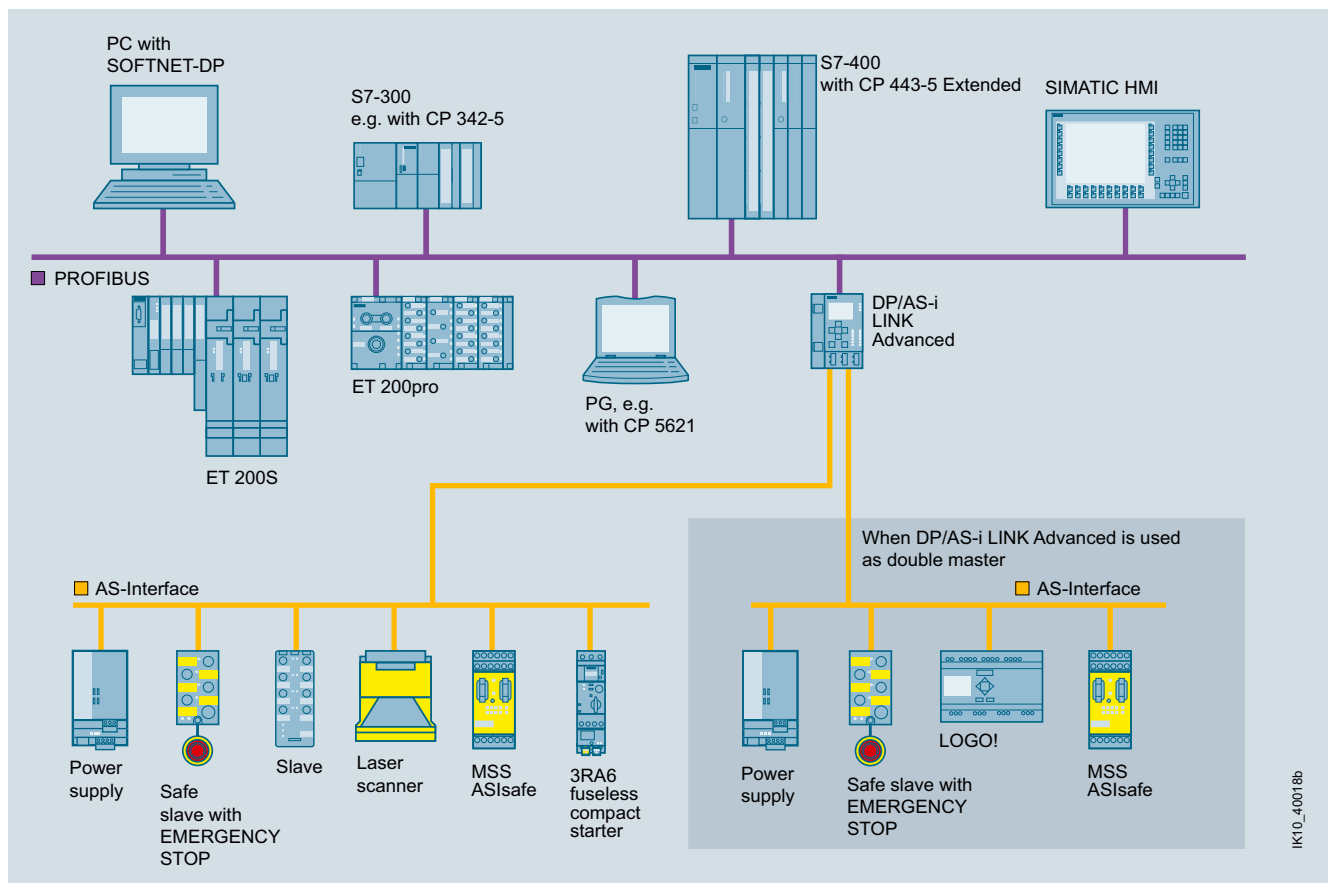 PC with
SOFTNET-DP
S7-300
e.g. with CP 342-5
S7-400
with CP 443-5 Extended
SIMATIC HMI
PROFIBUS
ET 200S
ET 200pro
PG, e.g.
with CP 5621
DP/AS-i
LINK
Advanced
When DP/AS-i LINK Advanced is used
as double master
AS-Interface
AS-Interface
Power
supply
Safe
slave with
EMERGENCY
STOP
Slave
Laser
scanner
MSS
ASIsafe
3RA6
fuseless
compact
starter
Power
supply
Safe slave with
EMERGENCY
STOP
LOGO!
MSS
ASIsafe
IK10_40018b